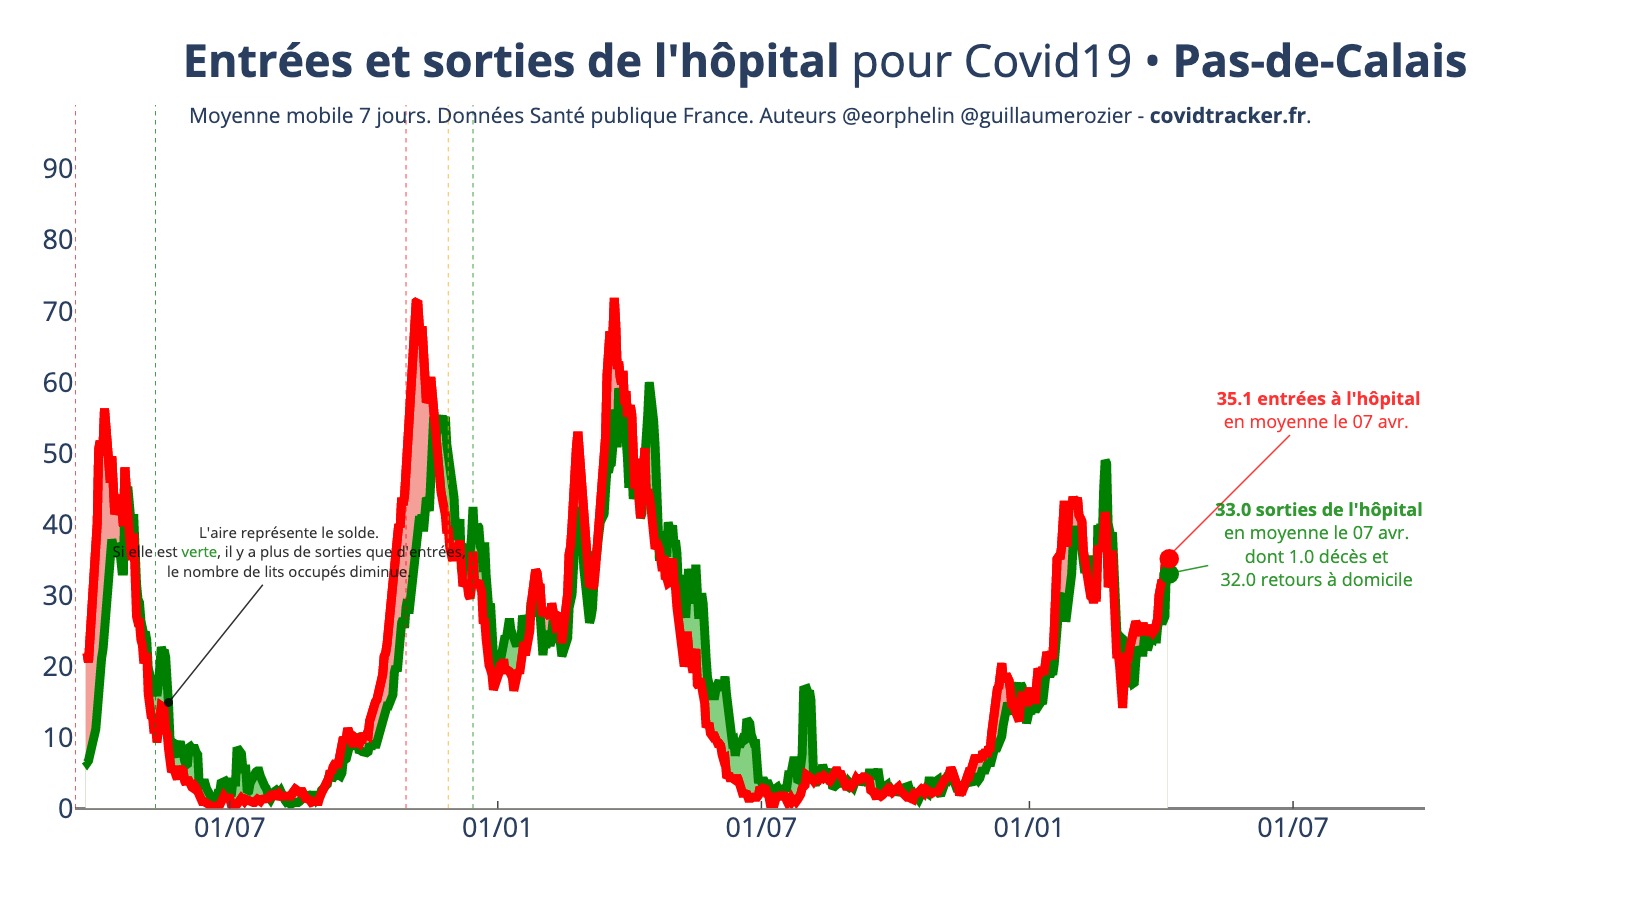 Entrées et sorties de l'hôpital pour Covid19 • Pas-de-Calais
Moyenne mobile 7 jours. Données Santé publique France. Auteurs @eorphelin @guillaumerozier - covidtracker.fr.
90
80
70
60
50
40
30
20
10
0
L'aire représente le solde.
Si elle est verte, il y a plus de sorties que d'entrées,
le nombre de lits occupés diminue.
35.1 entrées à l'hôpital
en moyenne le 07 avr.
33.0 sorties de l'hôpital
en moyenne le 07 avr.
dont 1.0 décès et
32.0 retours à domicile
01/07
01/01
01/07
01/01
01/07